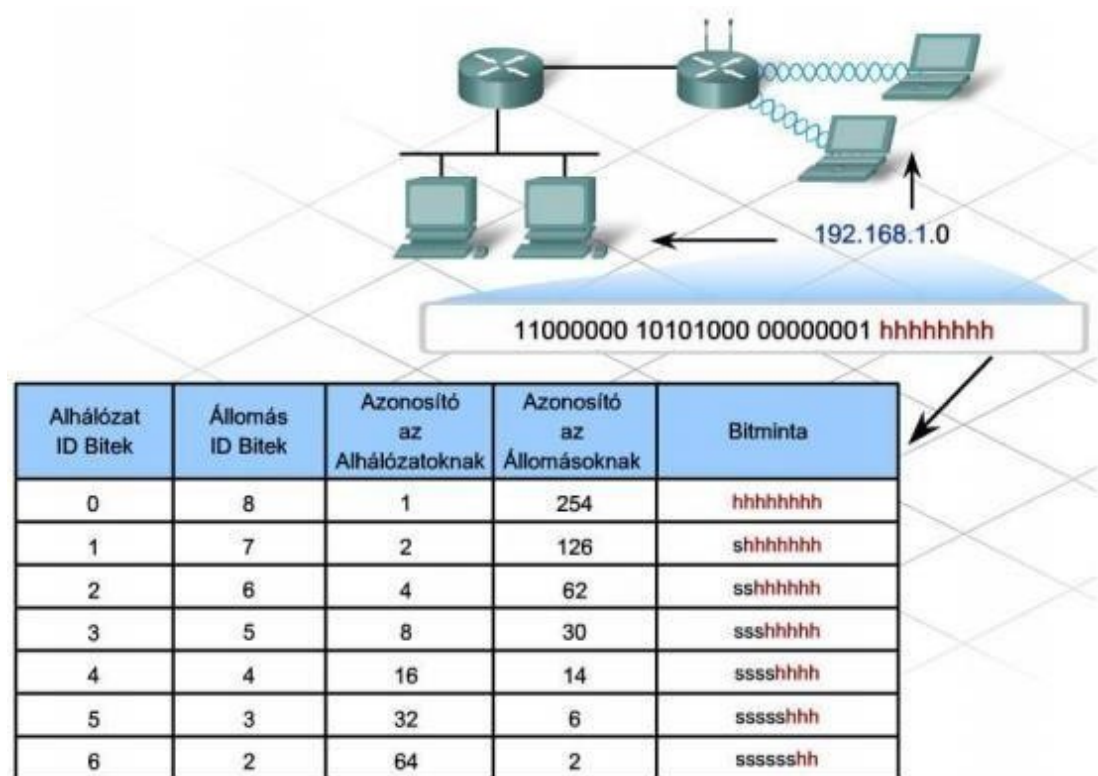 192.168.1.0
11000000 10101000 00000001 hhhhhhhh
Alhálózat ID Bitek	Állomás ID Bitek	Azonosító az Alhálózatoknak	Azonosító az Állomásoknak	Bitminta
0	8	1	254	hhhhhhhh
1	7	2	126	shhhhhhh
2	6	4	62	sshhhhhh
3	5	8	30	ssshhhhh
4	4	16	14	sssshhhh
5	3	32	6	ssssshhh
6	2	64	2	sssssshh